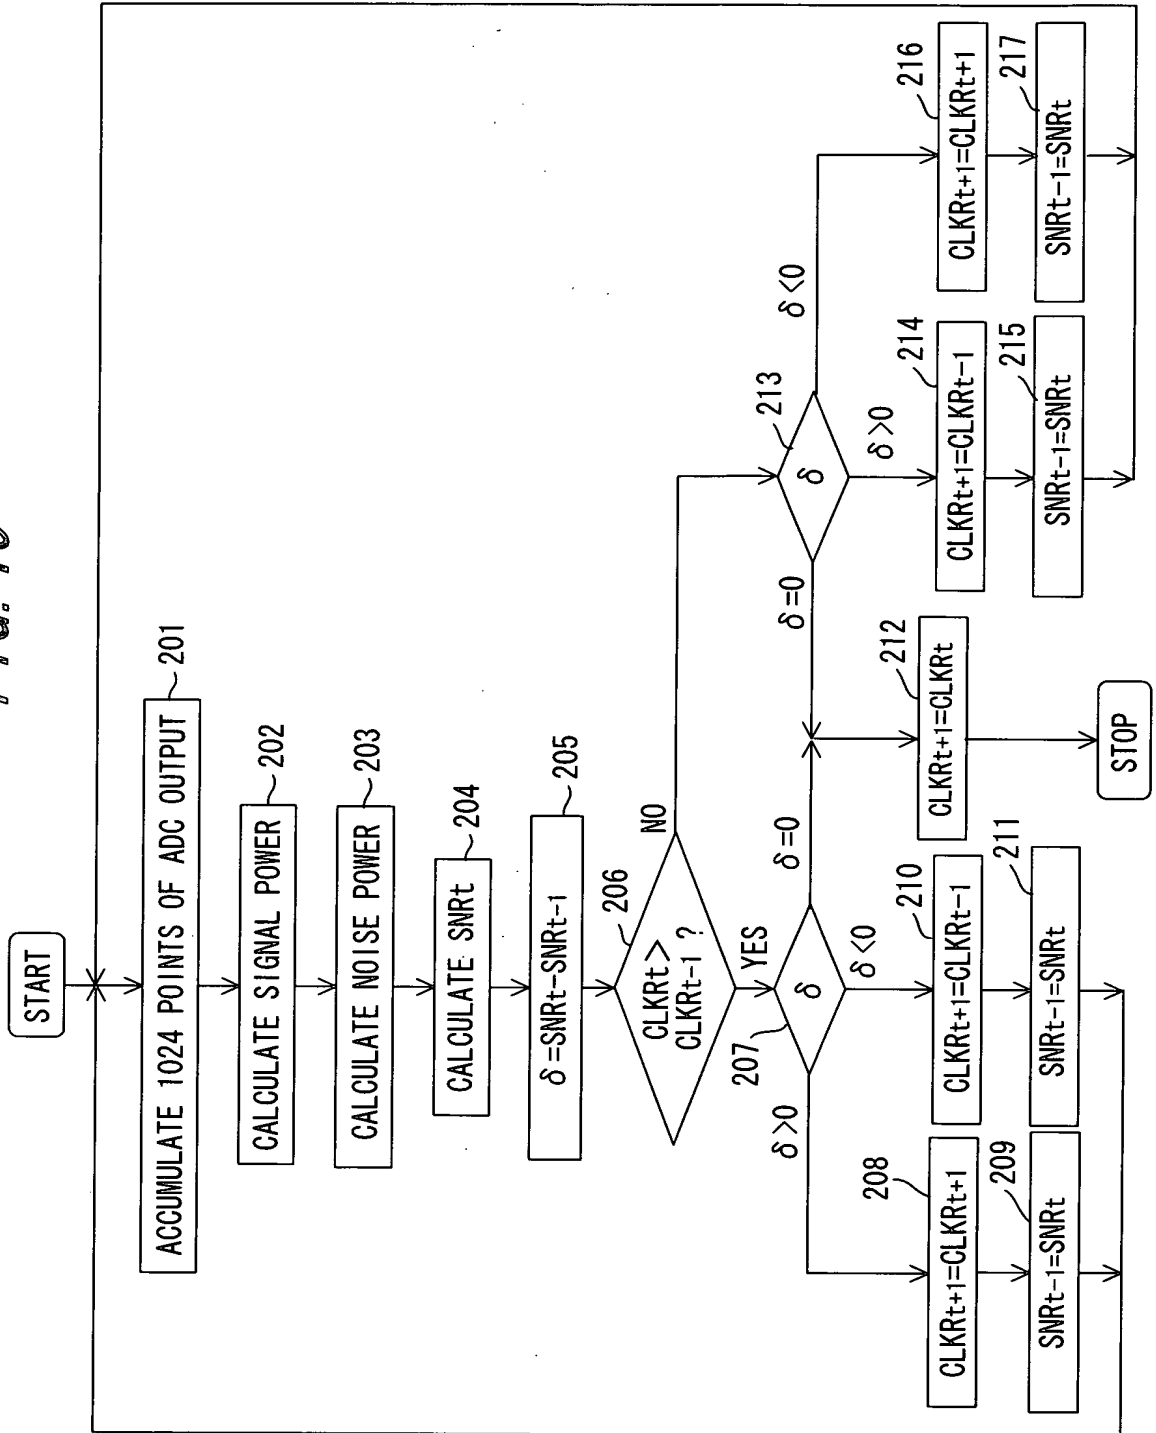 START
ACCUMULATE 1024 POINTS OF ADC OUTPUT
201
CALCULATE SIGNAL POWER
202
CALCULATE NOISE POWER
203
CALCULATE SNRt
204
δ=SNRt-SNRt-1
205
CLKRt>
CLKRt-1 ?
206
NO
YES
δ
207
δ>0
δ<0
δ=0
δ
213
δ=0
δ>0
δ<0
CLKRt+1=CLKRt+1
208
SNRt-1=SNRt
209
CLKRt+1=CLKRt-1
210
SNRt-1=SNRt
211
CLKRt+1=CLKRt
212
STOP
CLKRt+1=CLKRt-1
214
SNRt-1=SNRt
215
CLKRt+1=CLKRt+1
216
SNRt-1=SNRt
217